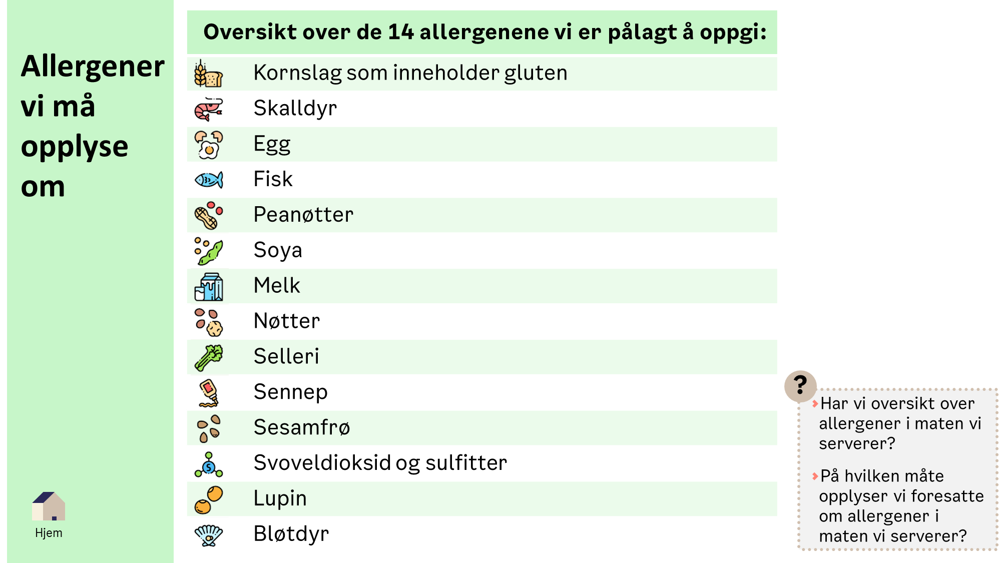 Allergener
vi må
opplyse
om
Hjem
Oversikt over de 14 allergenene vi er pålagt å oppgi:
Kornslag som inneholder gluten
Skalldyr
Egg
Fisk
Peanøtter
Soya
Melk
Nøtter
Selleri
Sennep
Sesamfrø
S
Svoveldioksid og sulfitter
Lupin
Bløtdyr
?
Har vi oversikt over
allergener i maten vi
serverer?
På hvilken måte
opplyser vi foresatte
om allergener i
maten vi serverer?